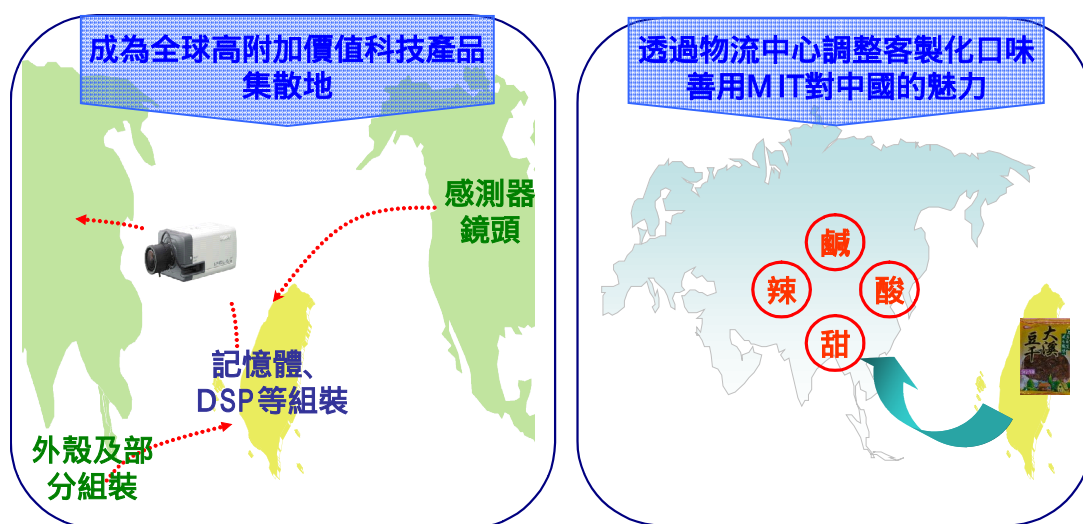 成為全球高附加價值科技產品
集散地
感測器
鏡頭
記憶體、
DSP等組裝
外殼及部
分組裝
透過物流中心調整客製化口味
善用MIT對中國的魅力
鹹
辣
酸
甜
大溪
豆干